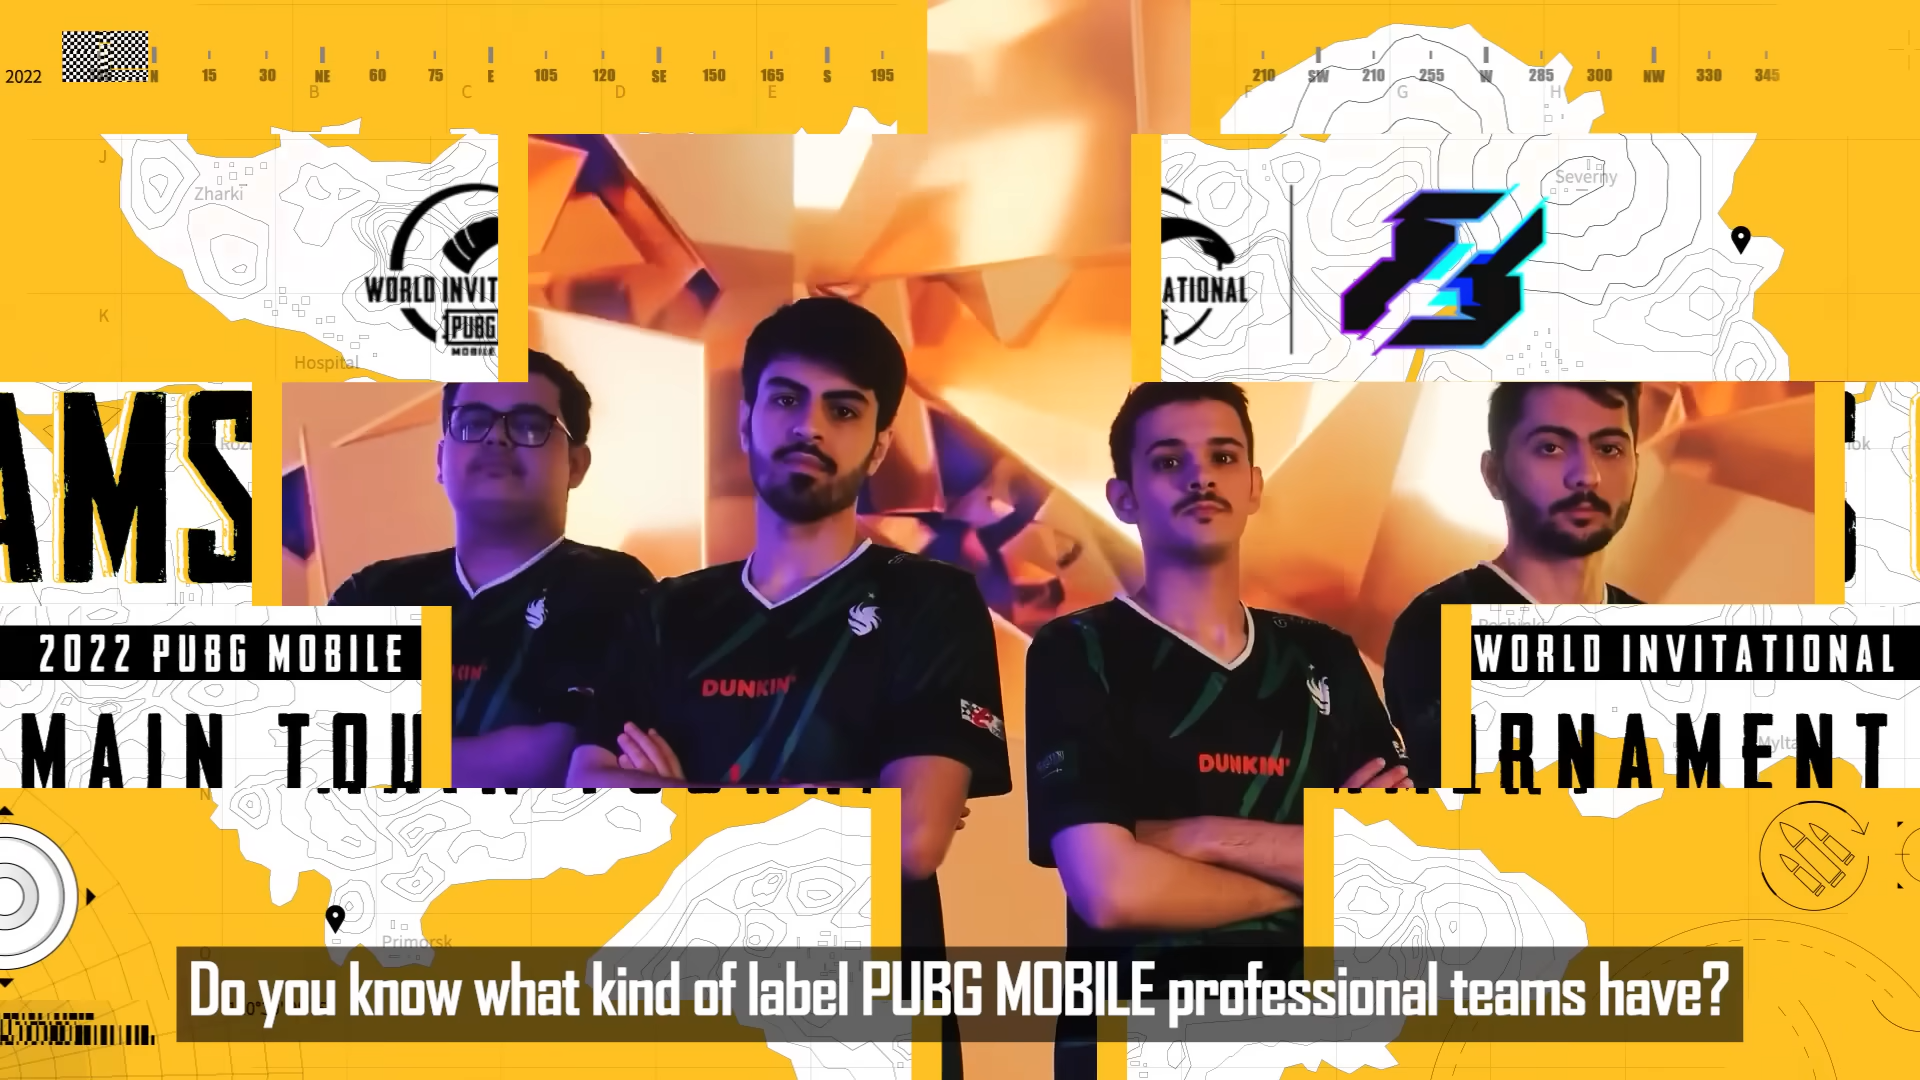 2022
N 15 30 NE 60 75 E 105 120 SE 150 165 S 195 210 SW 210 255 W 285 300 NW 330 345
B C D E F G H
J
Zharki
Severny
WORLD INVIT
ATIONAL
K
PUBG
MOBILE
Hospital
AMS
S
2022 PUBG MOBILE
WORLD INVITATIONAL
DUNKIN'
MAIN TOU
RNAMENT
DUNKIN'
N
Primorsk
Do you know what kind of label PUBG MOBILE professional teams have?